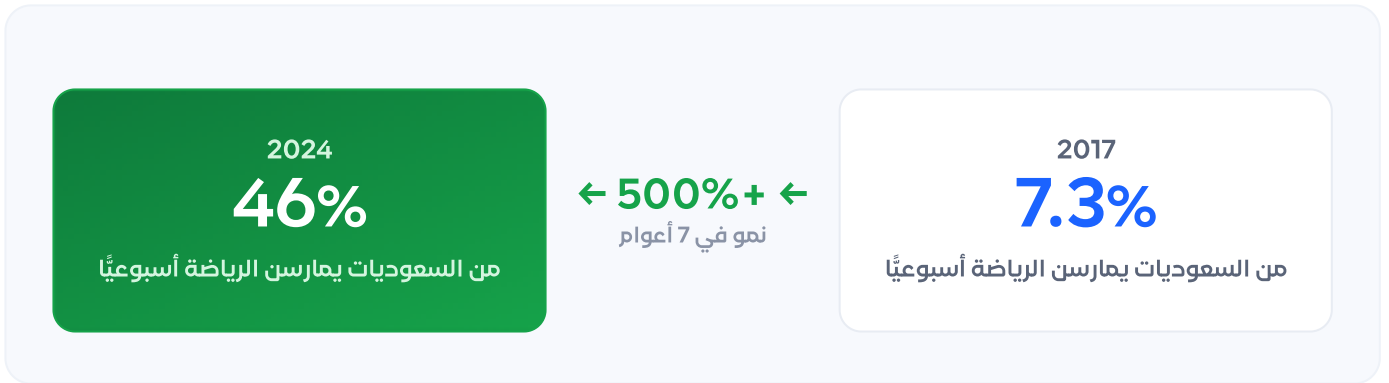 2017
7.3%
من السعوديات يمارسن الرياضة أسبوعيًّا
← 500%+ ←
نمو في 7 أعوام
2024
46%
من السعوديات يمارسن الرياضة أسبوعيًّا